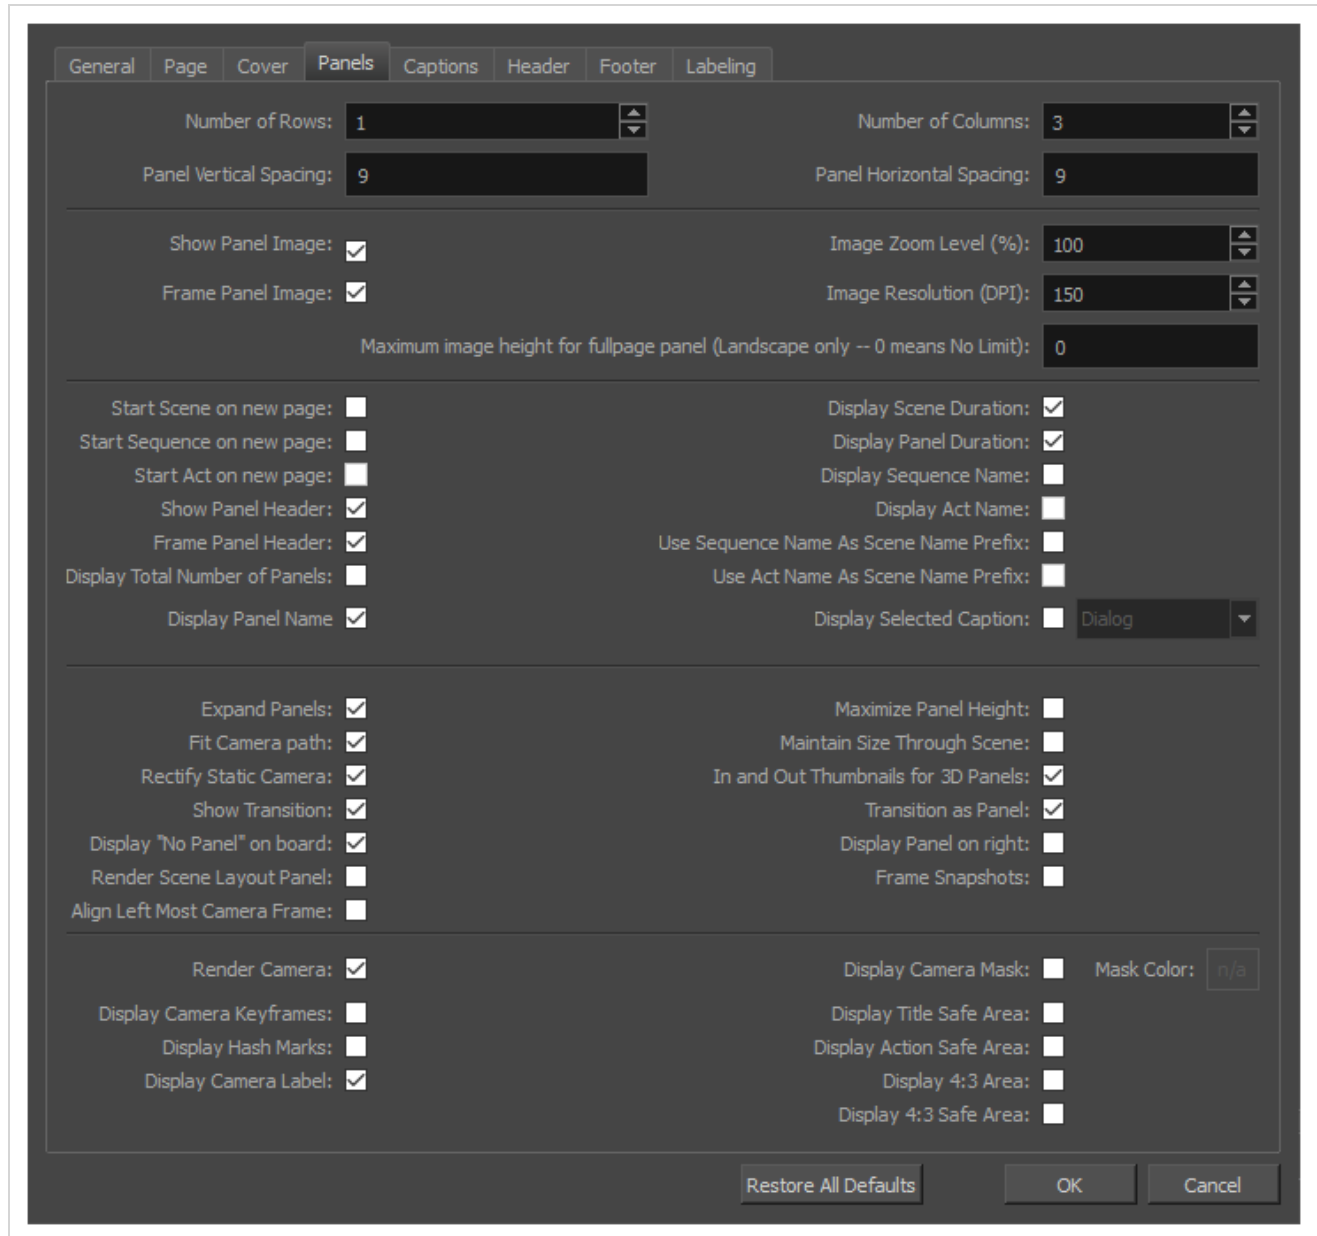 General Page Cover Panels Captions Header Footer Labeling
Number of Rows: 1 Number of Columns: 3
Panel Vertical Spacing: 9 Panel Horizontal Spacing: 9
Show Panel Image: Image Zoom Level (%): 100
Frame Panel Image: Image Resolution (DPI): 150
Maximum image height for fullpage panel (Landscape only -- 0 means No Limit): 0
Start Scene on new page: Display Scene Duration:
Start Sequence on new page: Display Panel Duration:
Start Act on new page: Display Sequence Name:
Show Panel Header: Display Act Name:
Frame Panel Header: Use Sequence Name As Scene Name Prefix:
Display Total Number of Panels: Use Act Name As Scene Name Prefix:
Display Panel Name Display Selected Caption: Dialog
Expand Panels: Maximize Panel Height:
Fit Camera path: Maintain Size Through Scene:
Rectify Static Camera: In and Out Thumbnails for 3D Panels:
Show Transition: Transition as Panel:
Display "No Panel" on board: Display Panel on right:
Render Scene Layout Panel: Frame Snapshots:
Align Left Most Camera Frame:
Render Camera: Display Camera Mask: Mask Color: n/a
Display Camera Keyframes: Display Title Safe Area:
Display Hash Marks: Display Action Safe Area:
Display Camera Label: Display 4:3 Area:
Display 4:3 Safe Area:
Restore All Defaults OK Cancel